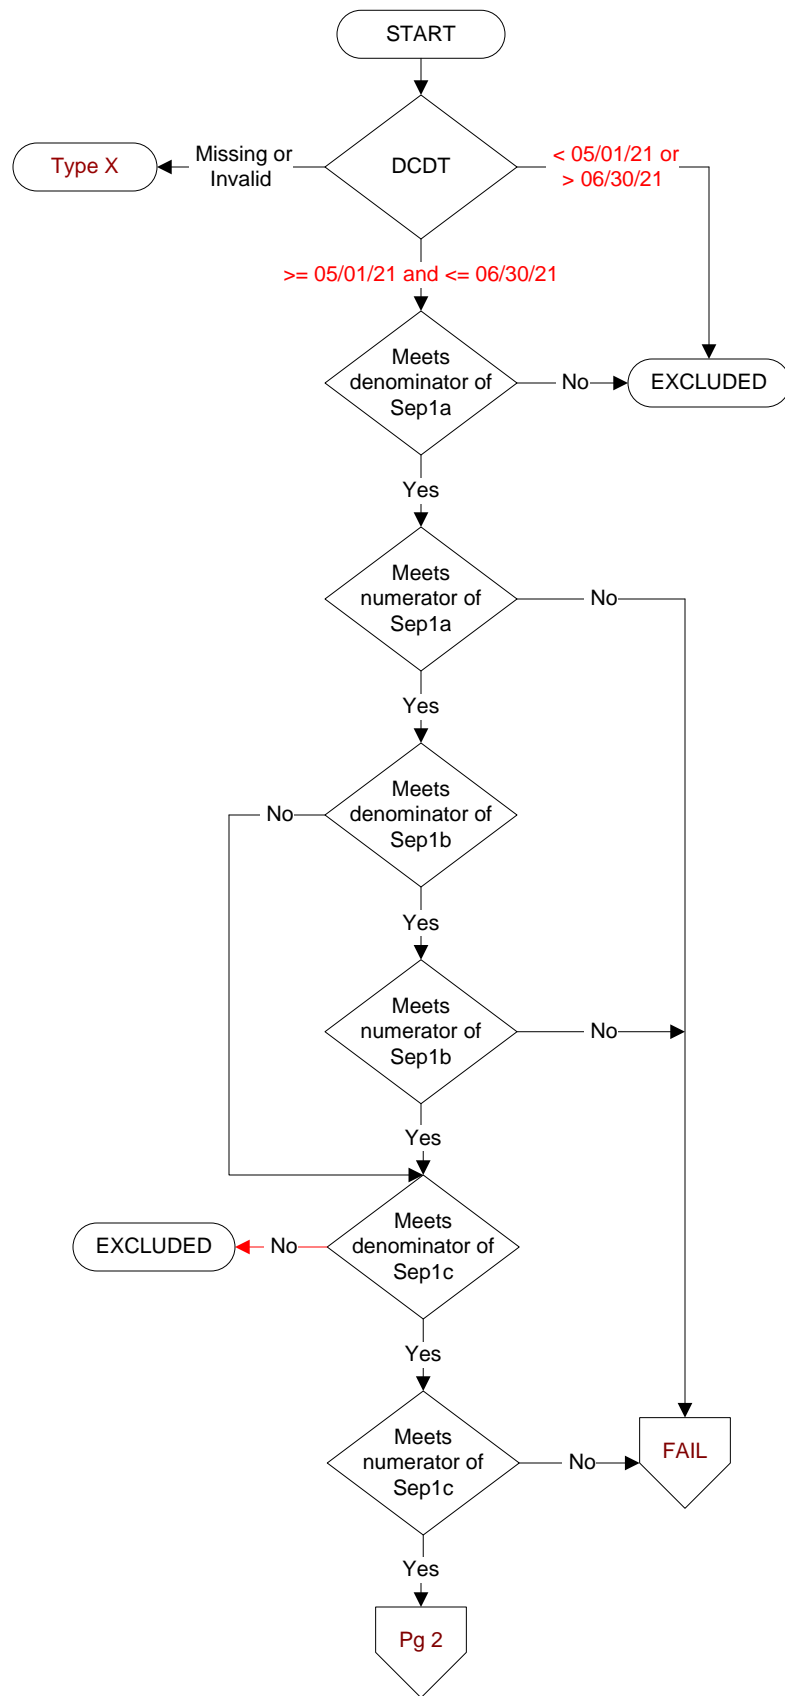 START
DCDT
Missing or
Invalid
Type X
< 05/01/21 or
> 06/30/21
>= 05/01/21 and <= 06/30/21
Meets
denominator of
Sep1a
No
EXCLUDED
Yes
Meets
numerator of
Sep1a
No
Yes
Meets
denominator of
Sep1b
No
Yes
Meets
numerator of
Sep1b
No
Yes
Meets
denominator of
Sep1c
No
EXCLUDED
Yes
Meets
numerator of
Sep1c
No
FAIL
Yes
Pg 2